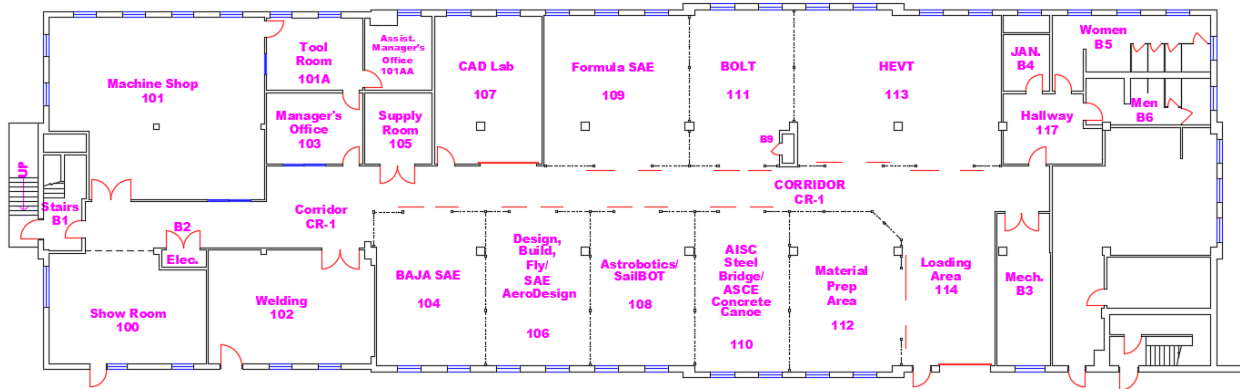 Machine Shop
101
Tool
Room
101A
Assist.
Manager's
Office
101AA
CAD Lab
107
Formula SAE
109
BOLT
111
HEVT
113
JAN.
B4
Women
B5
Men
B6
Manager's
Office
103
Supply
Room
105
B9
Hallway
117
UP
Stairs
B1
B2
Elec.
Corridor
CR-1
CORRIDOR
CR-1
Show Room
100
Welding
102
BAJA SAE
104
Design,
Build,
Fly/
SAE
AeroDesign
106
Astrobotics/
SailBOT
108
AISC
Steel
Bridge/
ASCE
Concrete
Canoe
110
Material
Prep
Area
112
Loading
Area
114
Mech.
B3